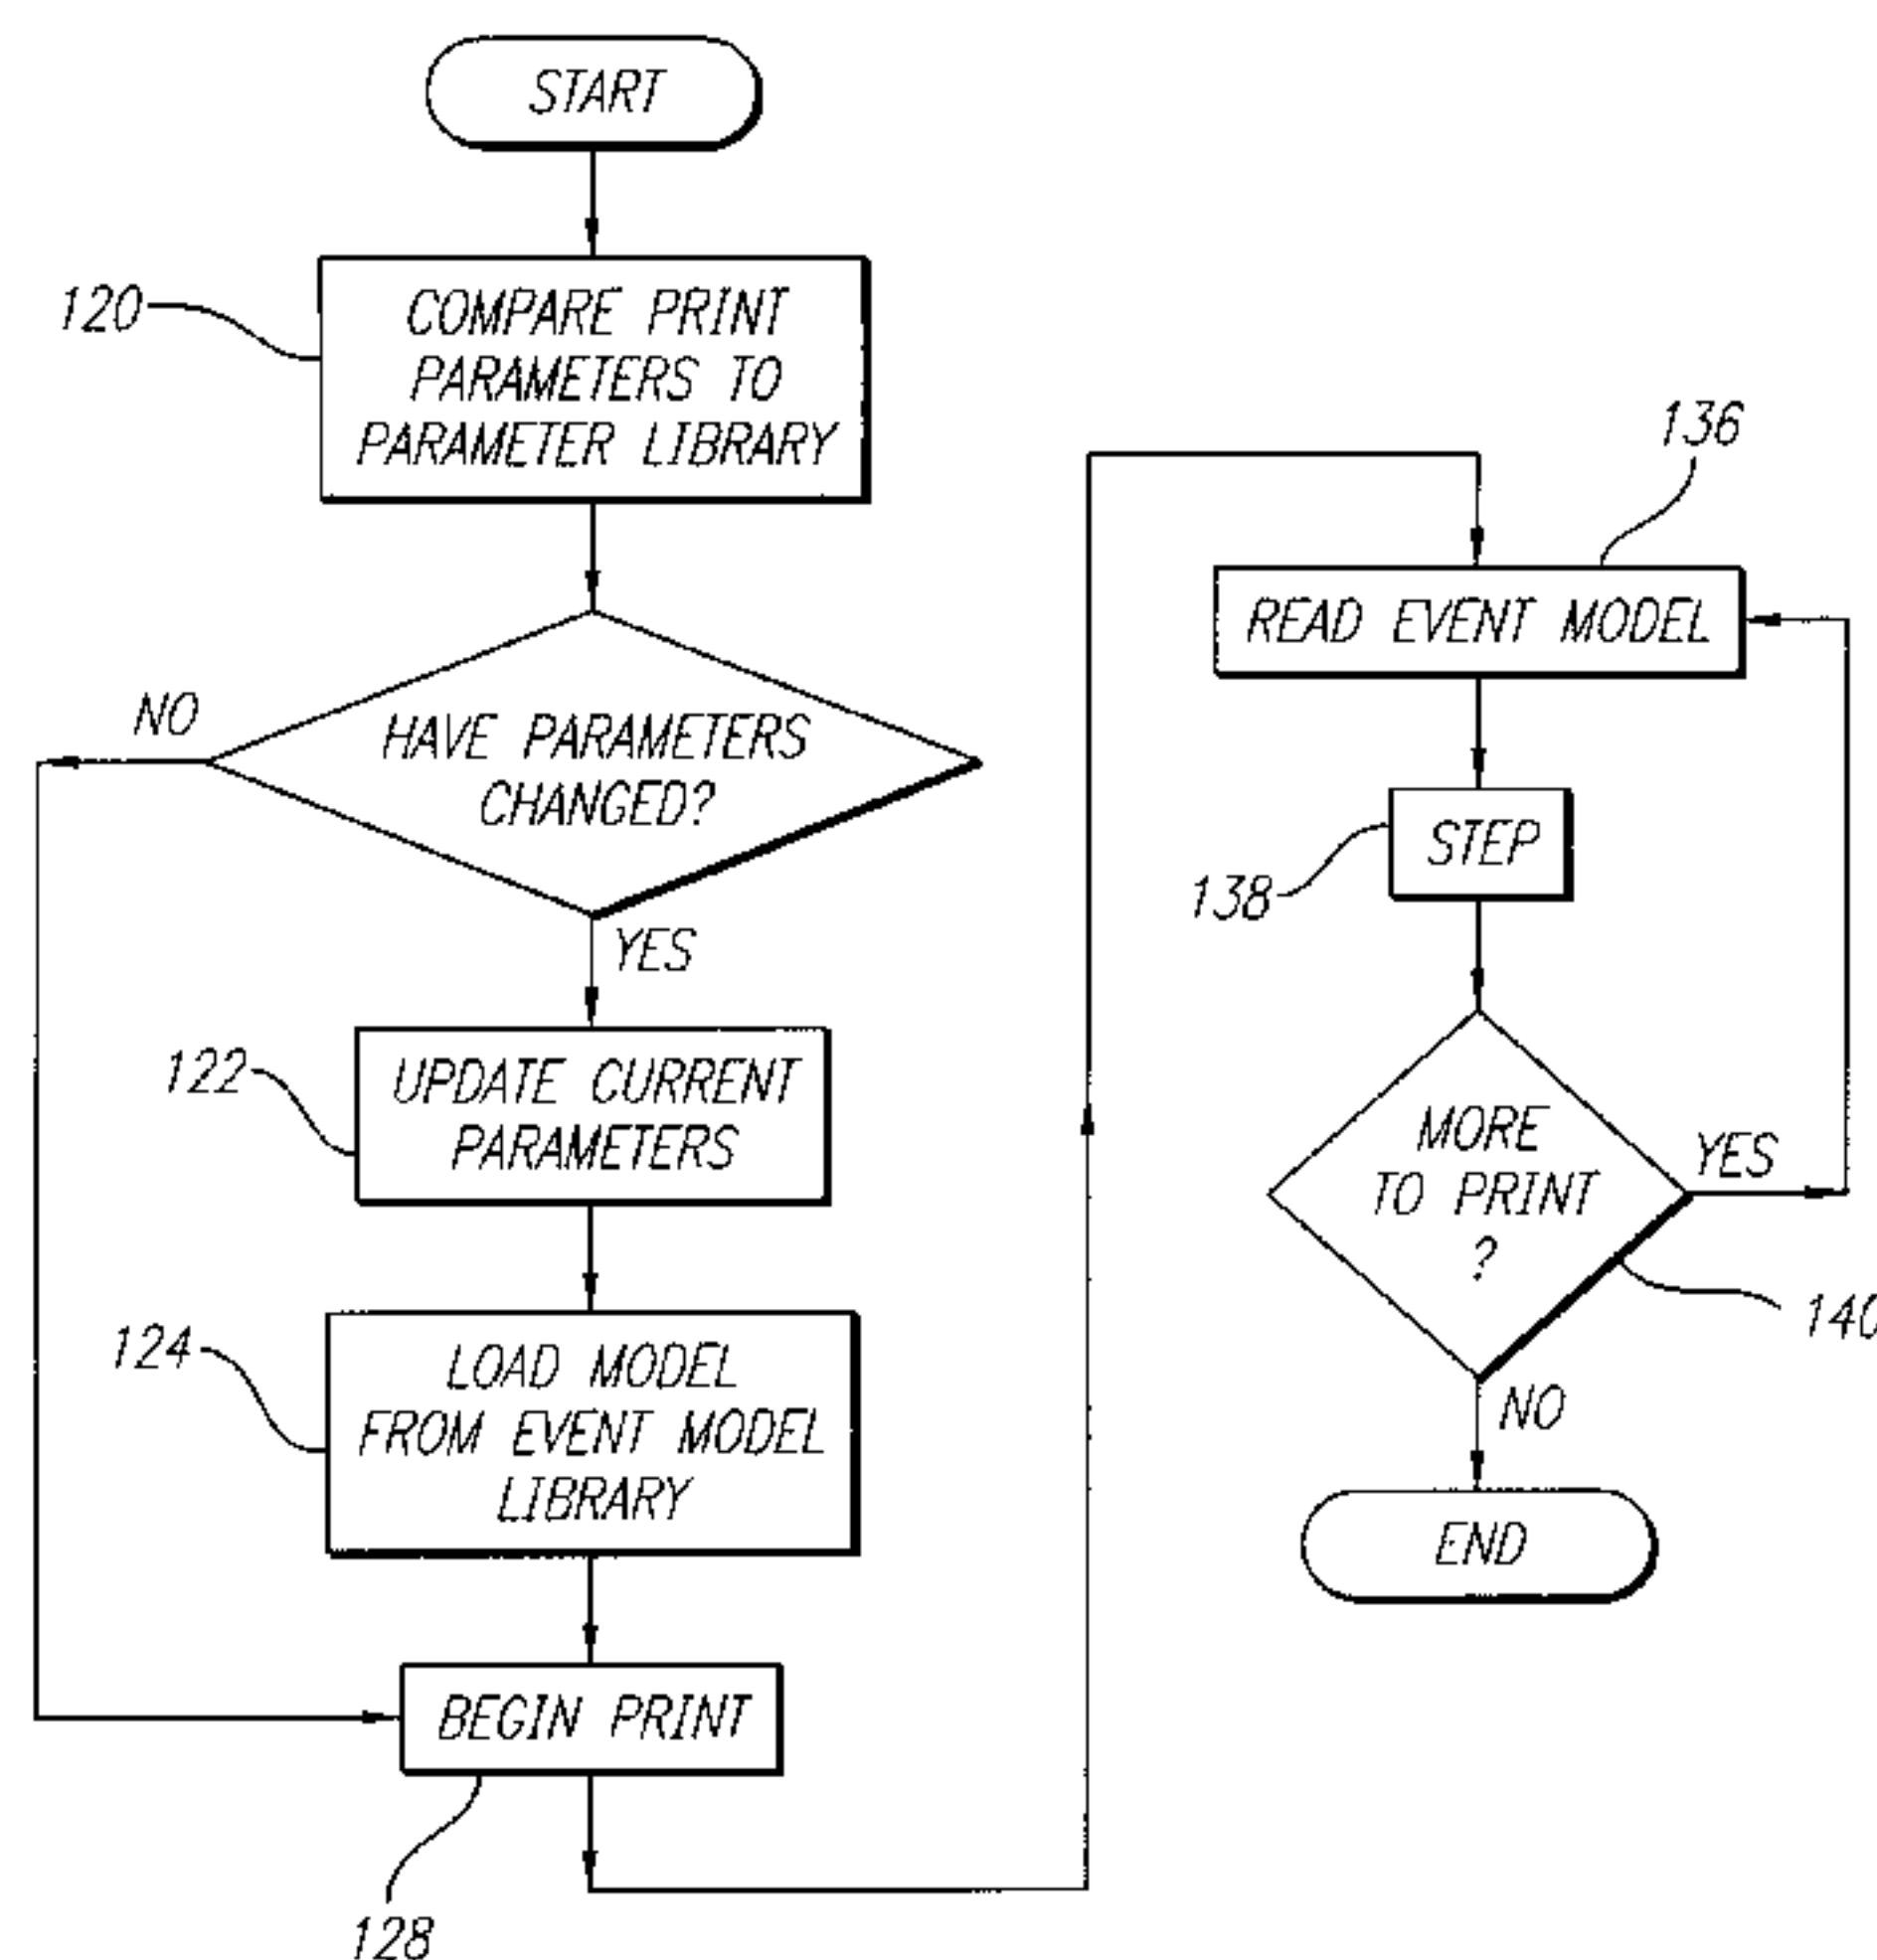 START
120
COMPARE PRINT
PARAMETERS TO
PARAMETER LIBRARY
NO
HAVE PARAMETERS
CHANGED?
YES
122
UPDATE CURRENT
PARAMETERS
124
LOAD MODEL
FROM EVENT MODEL
LIBRARY
BEGIN PRINT
128
136
READ EVENT MODEL
STEP
138
MORE
TO PRINT
?
YES
140
NO
END